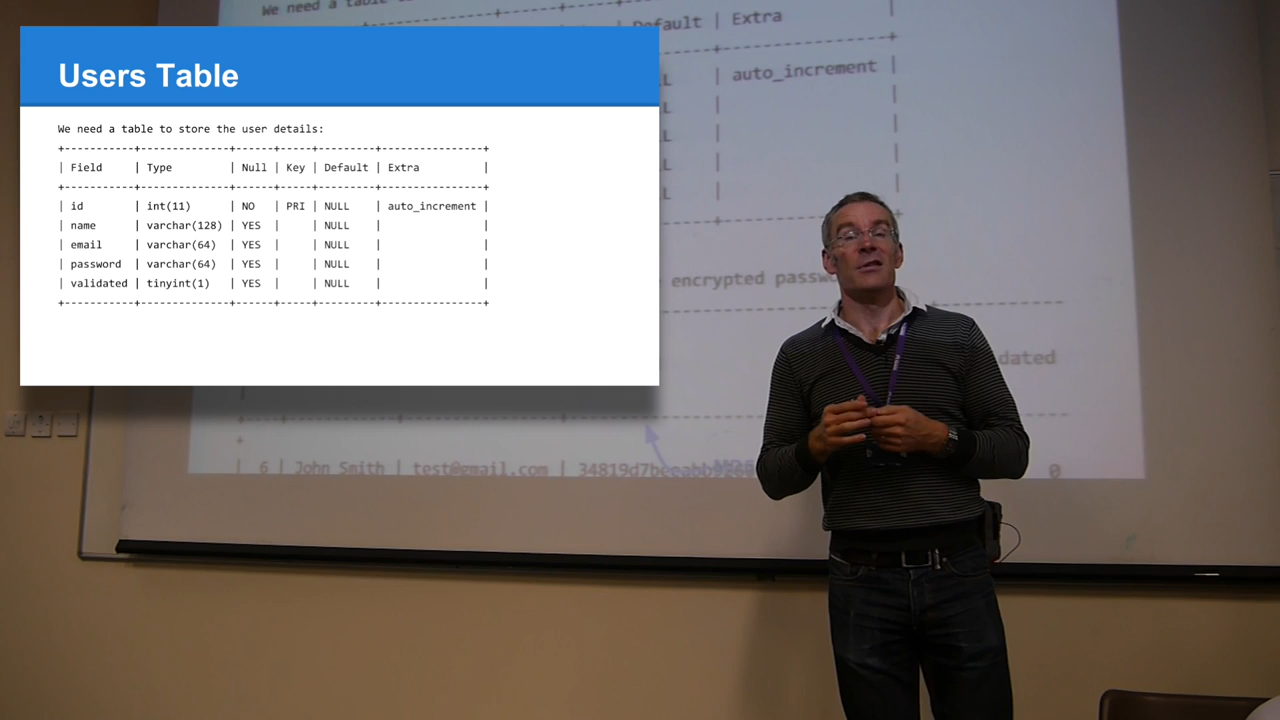 Users Table
We need a table to store the user details:
+----------+--------------+------+-----+---------+----------------+
| Field | Type | Null | Key | Default | Extra |
+----------+--------------+------+-----+---------+----------------+
| id | int(11) | NO | PRI | NULL | auto_increment |
| name | varchar(128) | YES | | NULL | |
| email | varchar(64) | YES | | NULL | |
| password | varchar(64) | YES | | NULL | |
| validated | tinyint(1) | YES | | NULL | |
+----------+--------------+------+-----+---------+----------------+
We need a table
Default | Extra
auto_increment |
encrypted
dated
| 6 | John Smith | test@gmail.com | 0